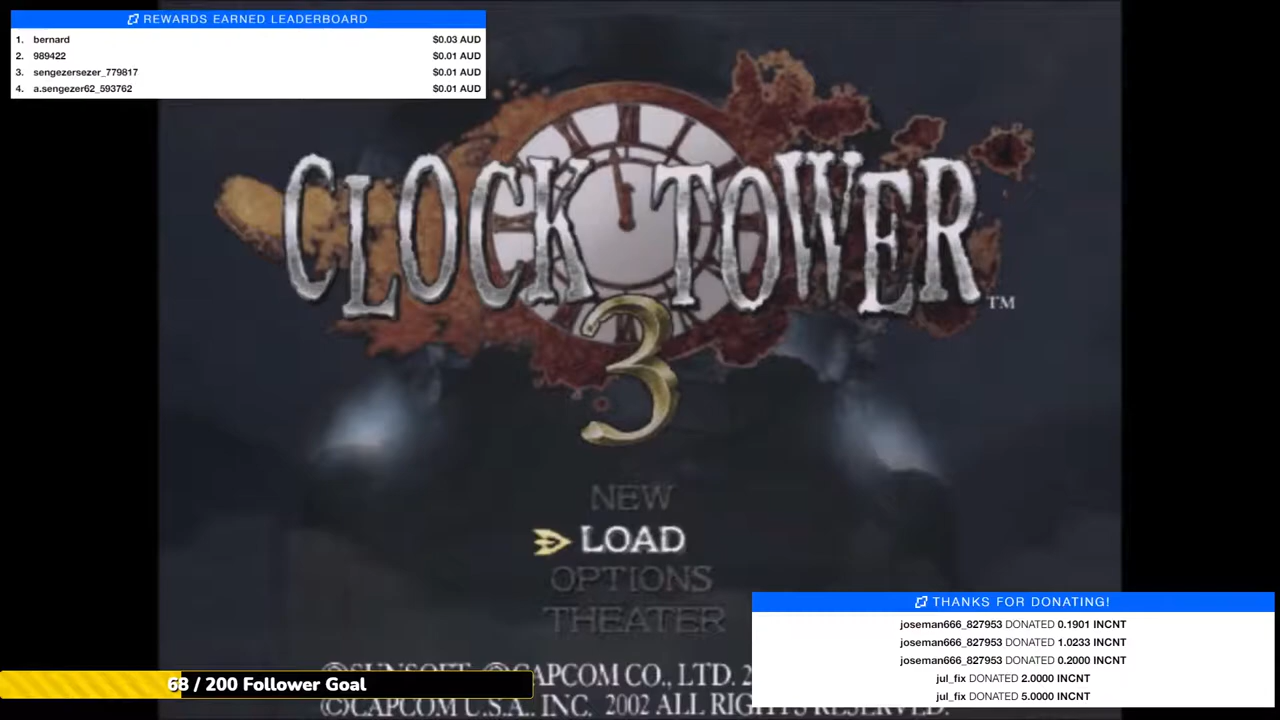 REWARDS EARNED LEADERBOARD
1. bernard $0.03 AUD
2. 989422 $0.01 AUD
3. sengezersezer_779817 $0.01 AUD
4. a.sengezer62_593762 $0.01 AUD
CLOCK TOWER ™
3
NEW
LOAD
OPTIONS
THEATER
THANKS FOR DONATING!
joseman666_827953 DONATED 0.1901 INCNT
joseman666_827953 DONATED 1.0233 INCNT
joseman666_827953 DONATED 0.2000 INCNT
jul_fix DONATED 2.0000 INCNT
jul_fix DONATED 5.0000 INCNT
©SUNSOFT ©CAPCOM CO., LTD. 2
68 / 200 Follower Goal
©CAPCOM U.S.A., INC. 2002 ALL RIGHTS RESERVED.